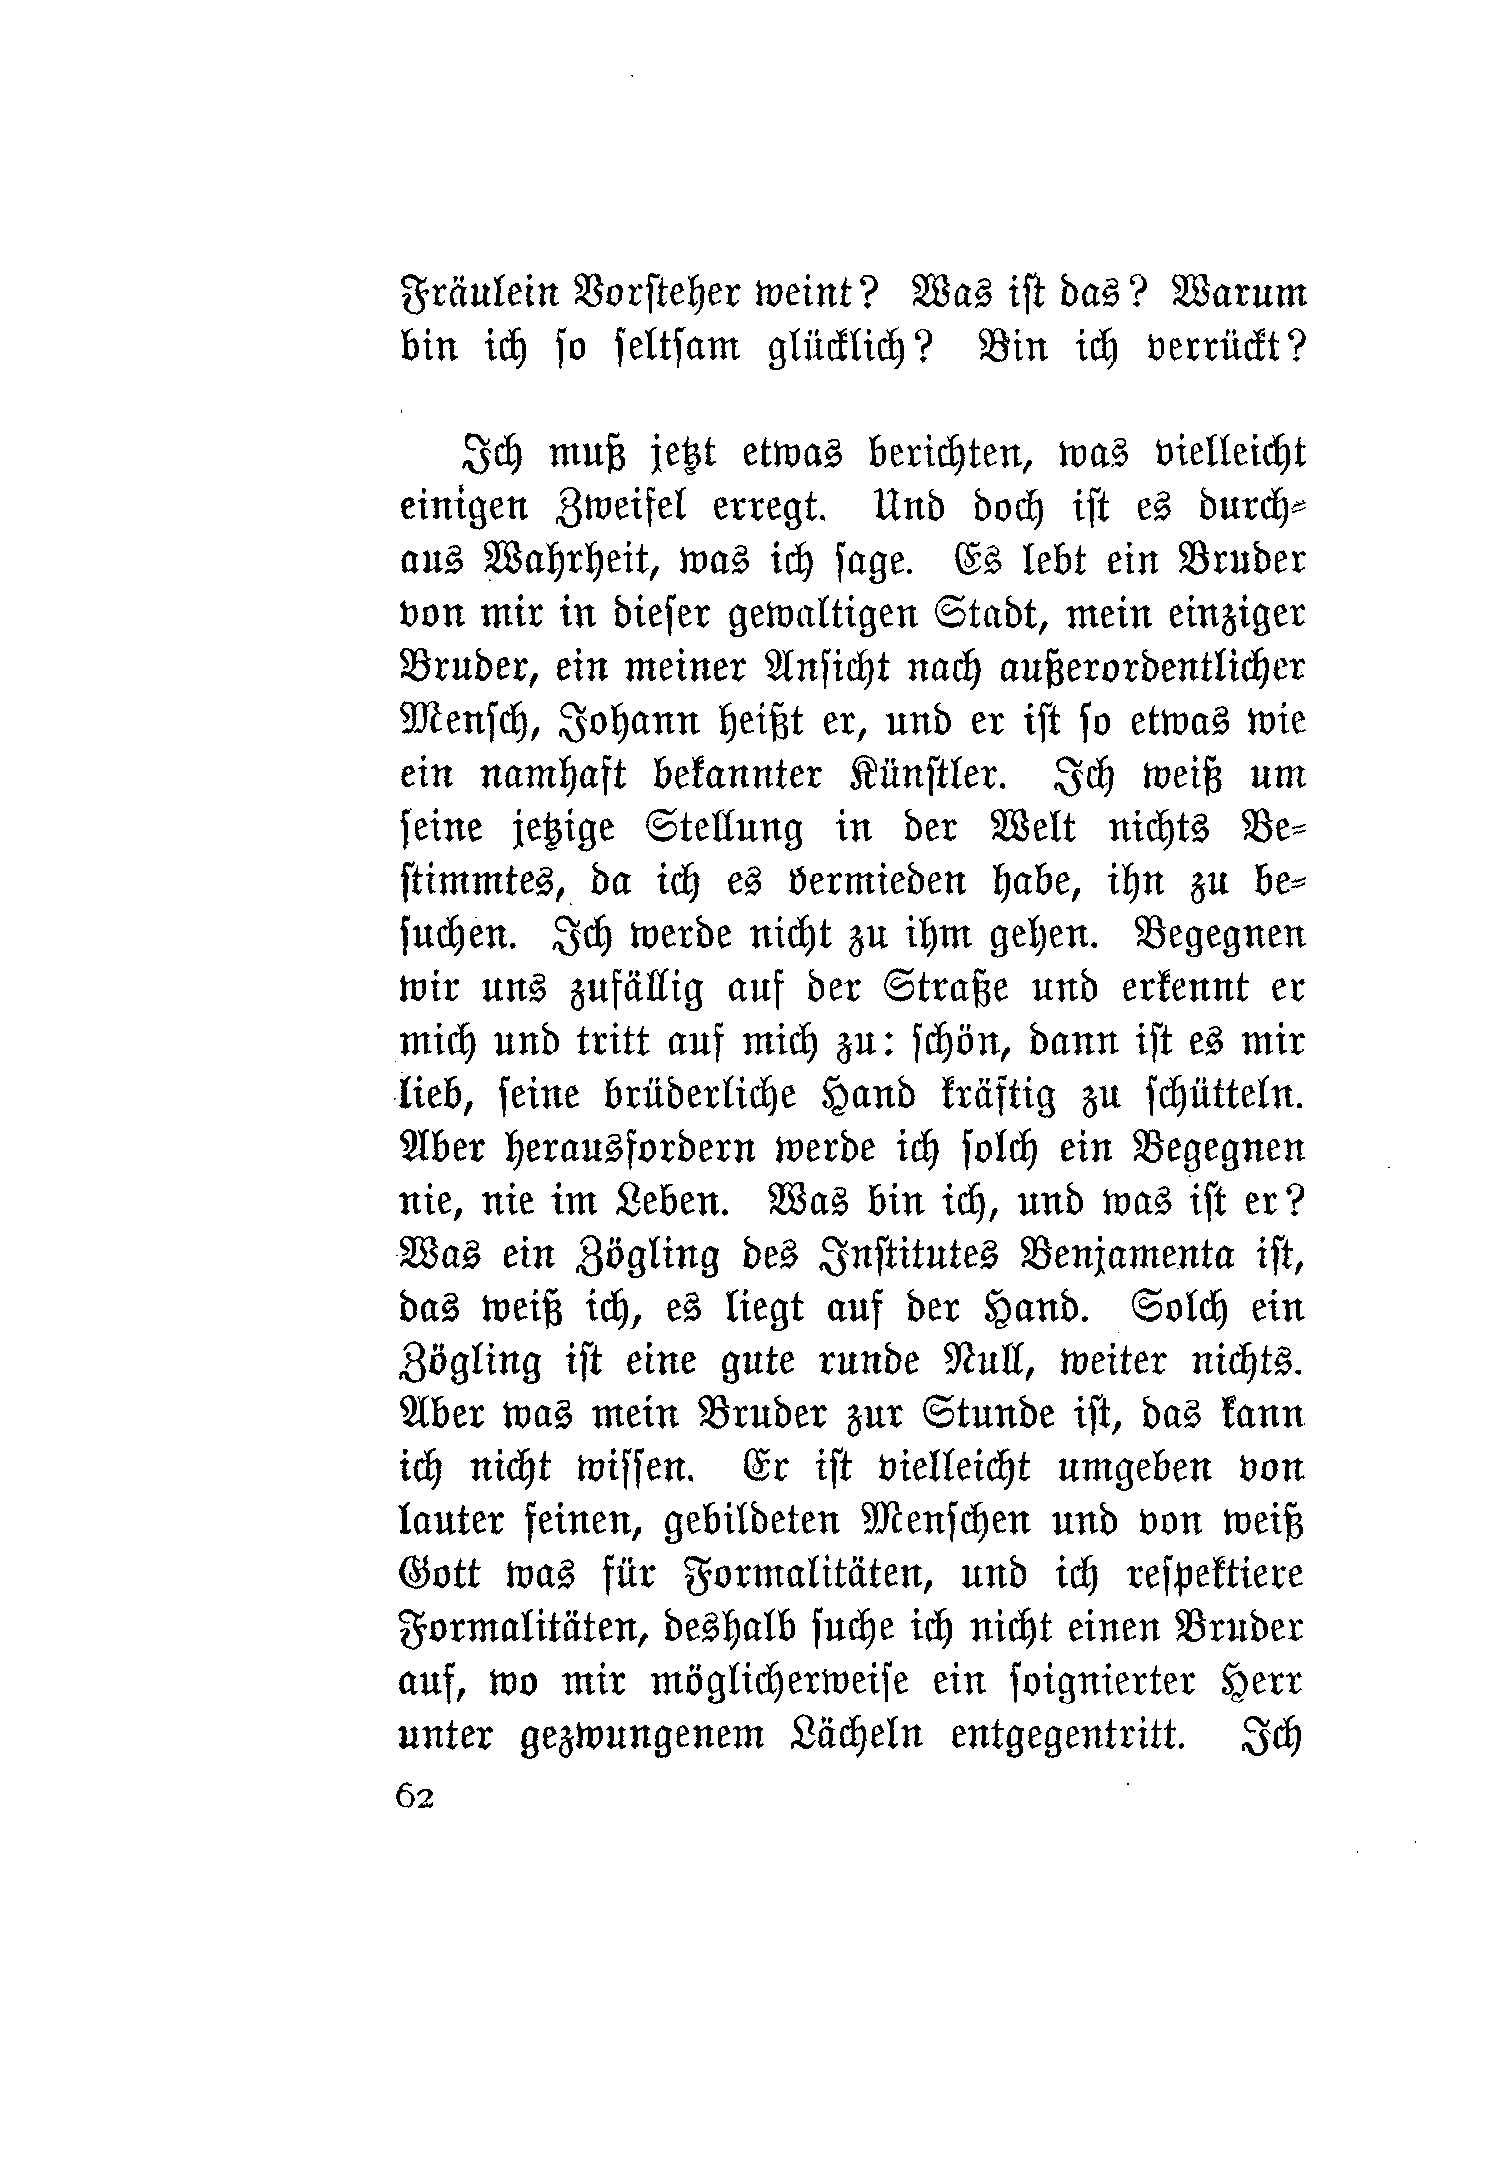 Fräulein Vorſteher weint? Was iſt das? Warum
bin ich ſo ſeltſam glücklich? Bin ich verrückt?
Ich muß jetzt etwas berichten, was vielleicht
einigen Zweifel erregt. Und doch iſt es durch⸗
aus Wahrheit, was ich ſage. Es lebt ein Bruder
von mir in dieſer gewaltigen Stadt, mein einziger
Bruder, ein meiner Anſicht nach außerordentlicher
Menſch, Johann heißt er, und er iſt ſo etwas wie
ein namhaft bekannter Künſtler. Ich weiß um
ſeine jetzige Stellung in der Welt nichts Be⸗
ſtimmtes, da ich es vermieden habe, ihn zu be⸗
ſuchen. Ich werde nicht zu ihm gehen. Begegnen
wir uns zufällig auf der Straße und erkennt er
mich und tritt auf mich zu: ſchön, dann iſt es mir
lieb, ſeine brüderliche Hand kräftig zu ſchütteln.
Aber herausfordern werde ich ſolch ein Begegnen
nie, nie im Leben. Was bin ich, und was iſt er?
Was ein Zögling des Inſtitutes Benjamenta iſt,
das weiß ich, es liegt auf der Hand. Solch ein
Zögling iſt eine gute runde Null, weiter nichts.
Aber was mein Bruder zur Stunde iſt, das kann
ich nicht wiſſen. Er iſt vielleicht umgeben von
lauter feinen, gebildeten Menſchen und von weiß
Gott was für Formalitäten, und ich reſpektiere
Formalitäten, deshalb ſuche ich nicht einen Bruder
auf, wo mir möglicherweiſe ein ſoignierter Herr
unter gezwungenem Lächeln entgegentritt. Ich
62